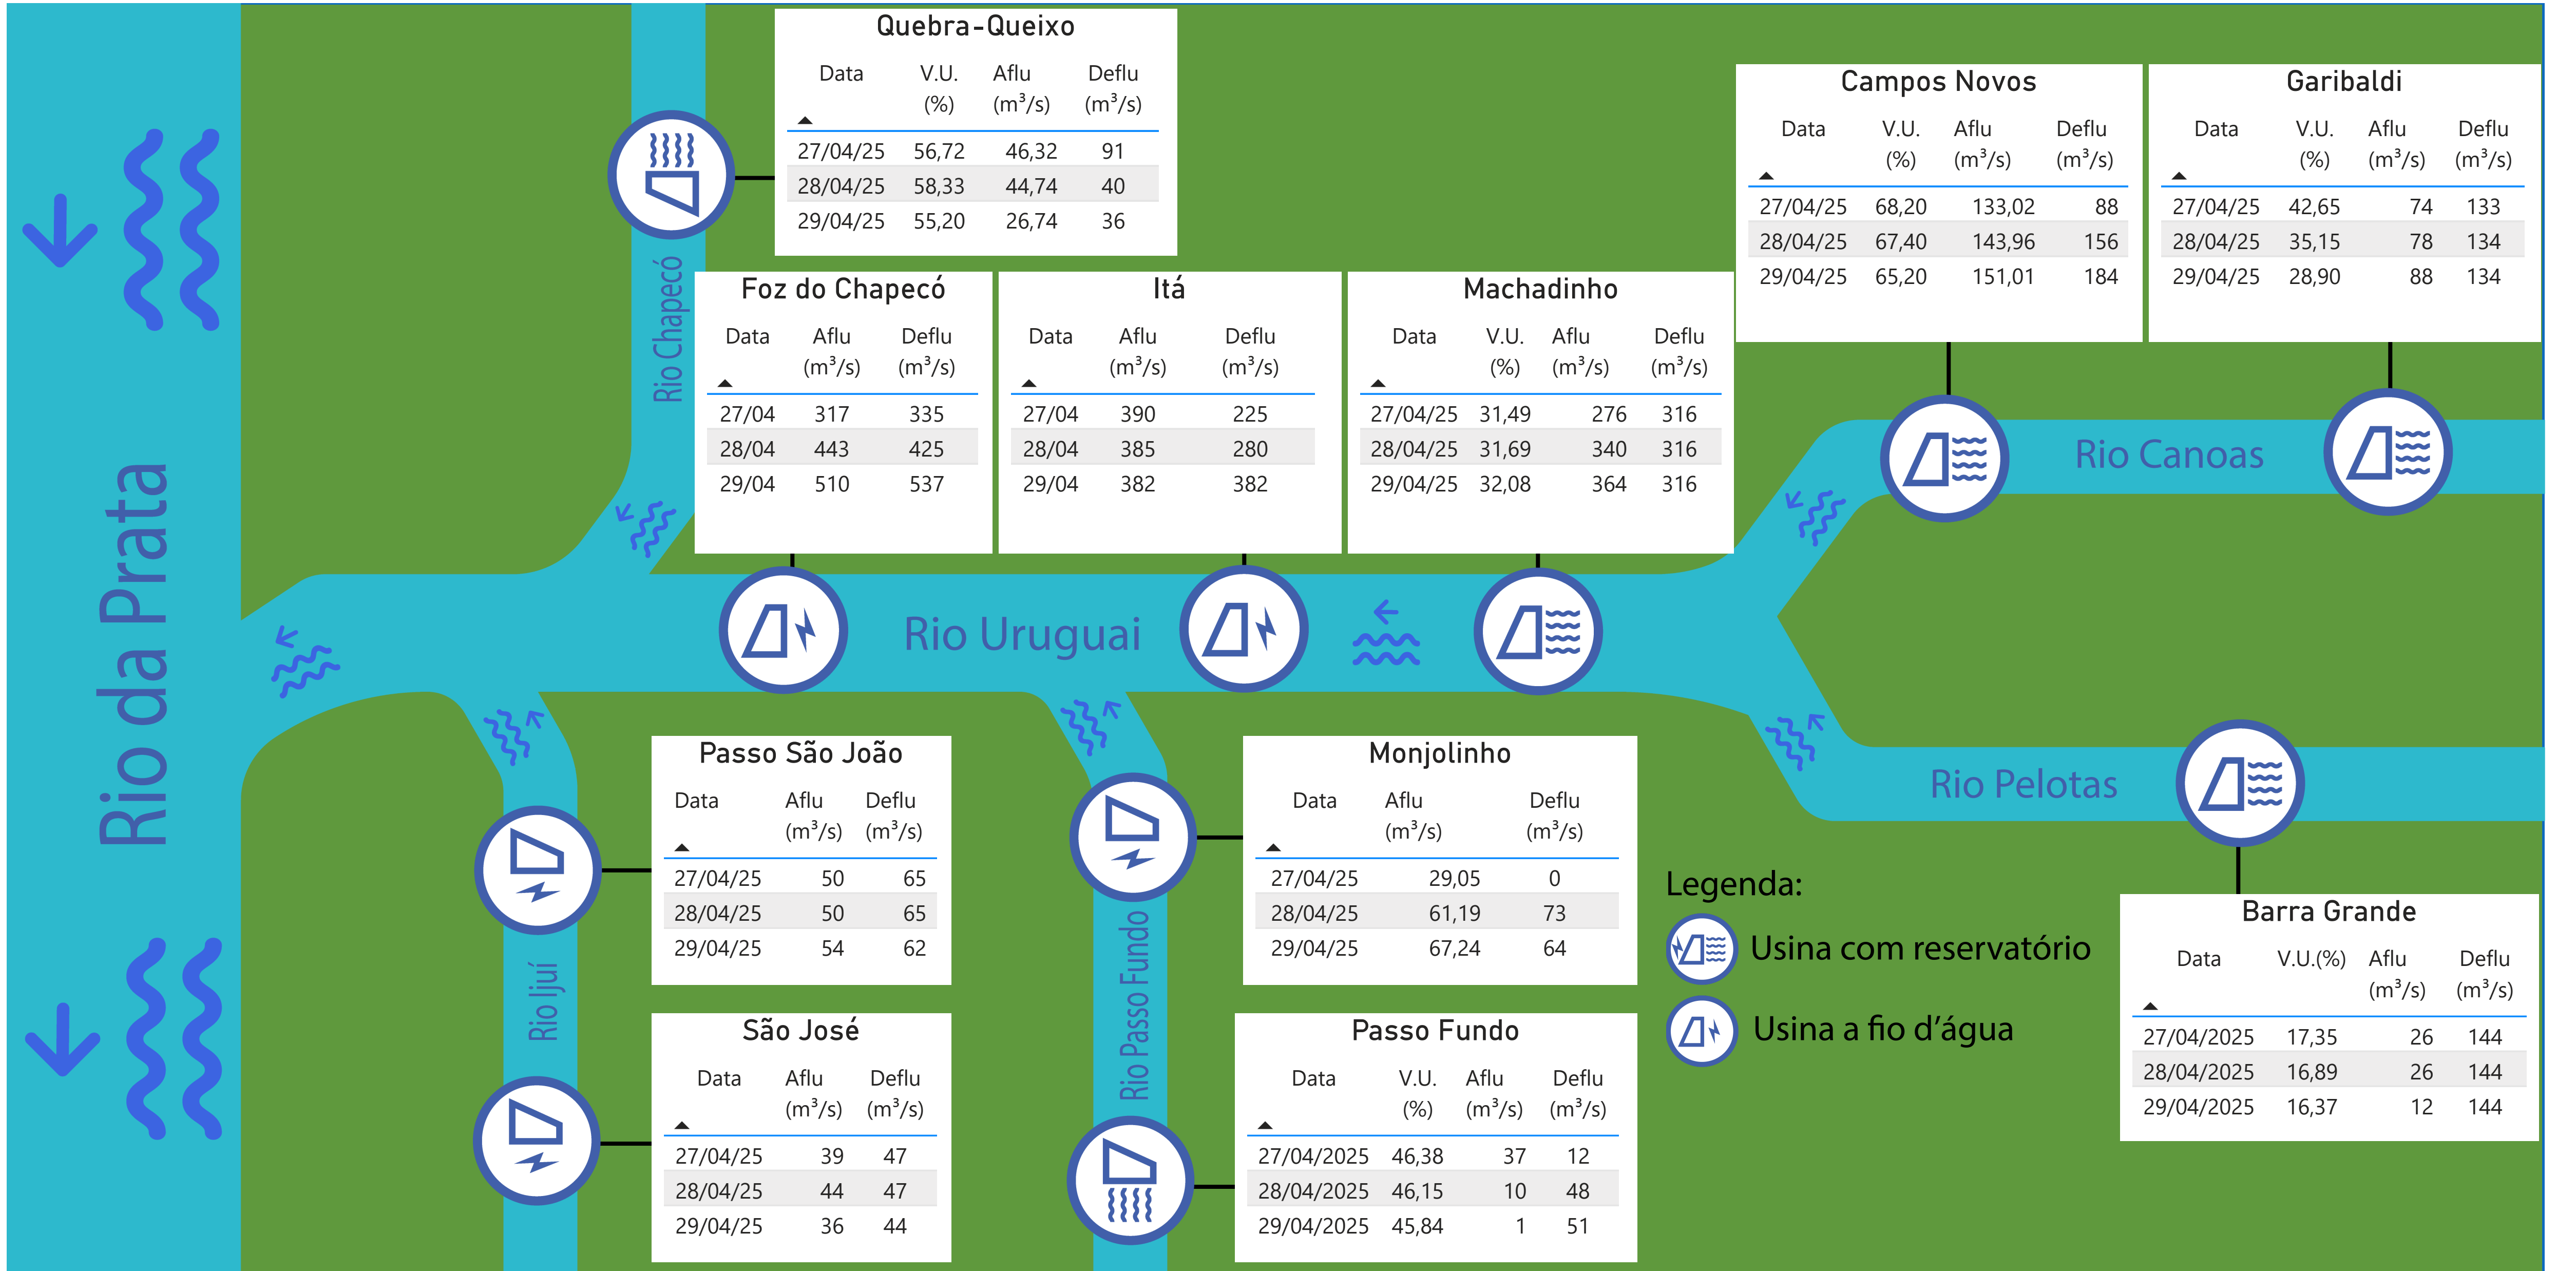 Rio da Prata
Quebra-Queixo
Data V.U. (%) Aflu (m³/s) Deflu (m³/s)
27/04/25 56,72 46,32 91
28/04/25 58,33 44,74 40
29/04/25 55,20 26,74 36
Rio Chapecó
Campos Novos
Data V.U. (%) Aflu (m³/s) Deflu (m³/s)
27/04/25 68,20 133,02 88
28/04/25 67,40 143,96 156
29/04/25 65,20 151,01 184
Garibaldi
Data V.U. (%) Aflu (m³/s) Deflu (m³/s)
27/04/25 42,65 74 133
28/04/25 35,15 78 134
29/04/25 28,90 88 134
Foz do Chapecó
Data Aflu (m³/s) Deflu (m³/s)
27/04 317 335
28/04 443 425
29/04 510 537
Itá
Data Aflu (m³/s) Deflu (m³/s)
27/04 390 225
28/04 385 280
29/04 382 382
Machadinho
Data V.U. (%) Aflu (m³/s) Deflu (m³/s)
27/04/25 31,49 276 316
28/04/25 31,69 340 316
29/04/25 32,08 364 316
Rio Canoas
Rio Uruguai
Rio Pelotas
Passo São João
Data Aflu (m³/s) Deflu (m³/s)
27/04/25 50 65
28/04/25 50 65
29/04/25 54 62
Rio Ijuí
São José
Data Aflu (m³/s) Deflu (m³/s)
27/04/25 39 47
28/04/25 44 47
29/04/25 36 44
Monjolinho
Data Aflu (m³/s) Deflu (m³/s)
27/04/25 29,05 0
28/04/25 61,19 73
29/04/25 67,24 64
Rio Passo Fundo
Passo Fundo
Data V.U. (%) Aflu (m³/s) Deflu (m³/s)
27/04/2025 46,38 37 12
28/04/2025 46,15 10 48
29/04/2025 45,84 1 51
Legenda:
Usina com reservatório
Usina a fio d’água
Barra Grande
Data V.U.(%) Aflu (m³/s) Deflu (m³/s)
27/04/2025 17,35 26 144
28/04/2025 16,89 26 144
29/04/2025 16,37 12 144